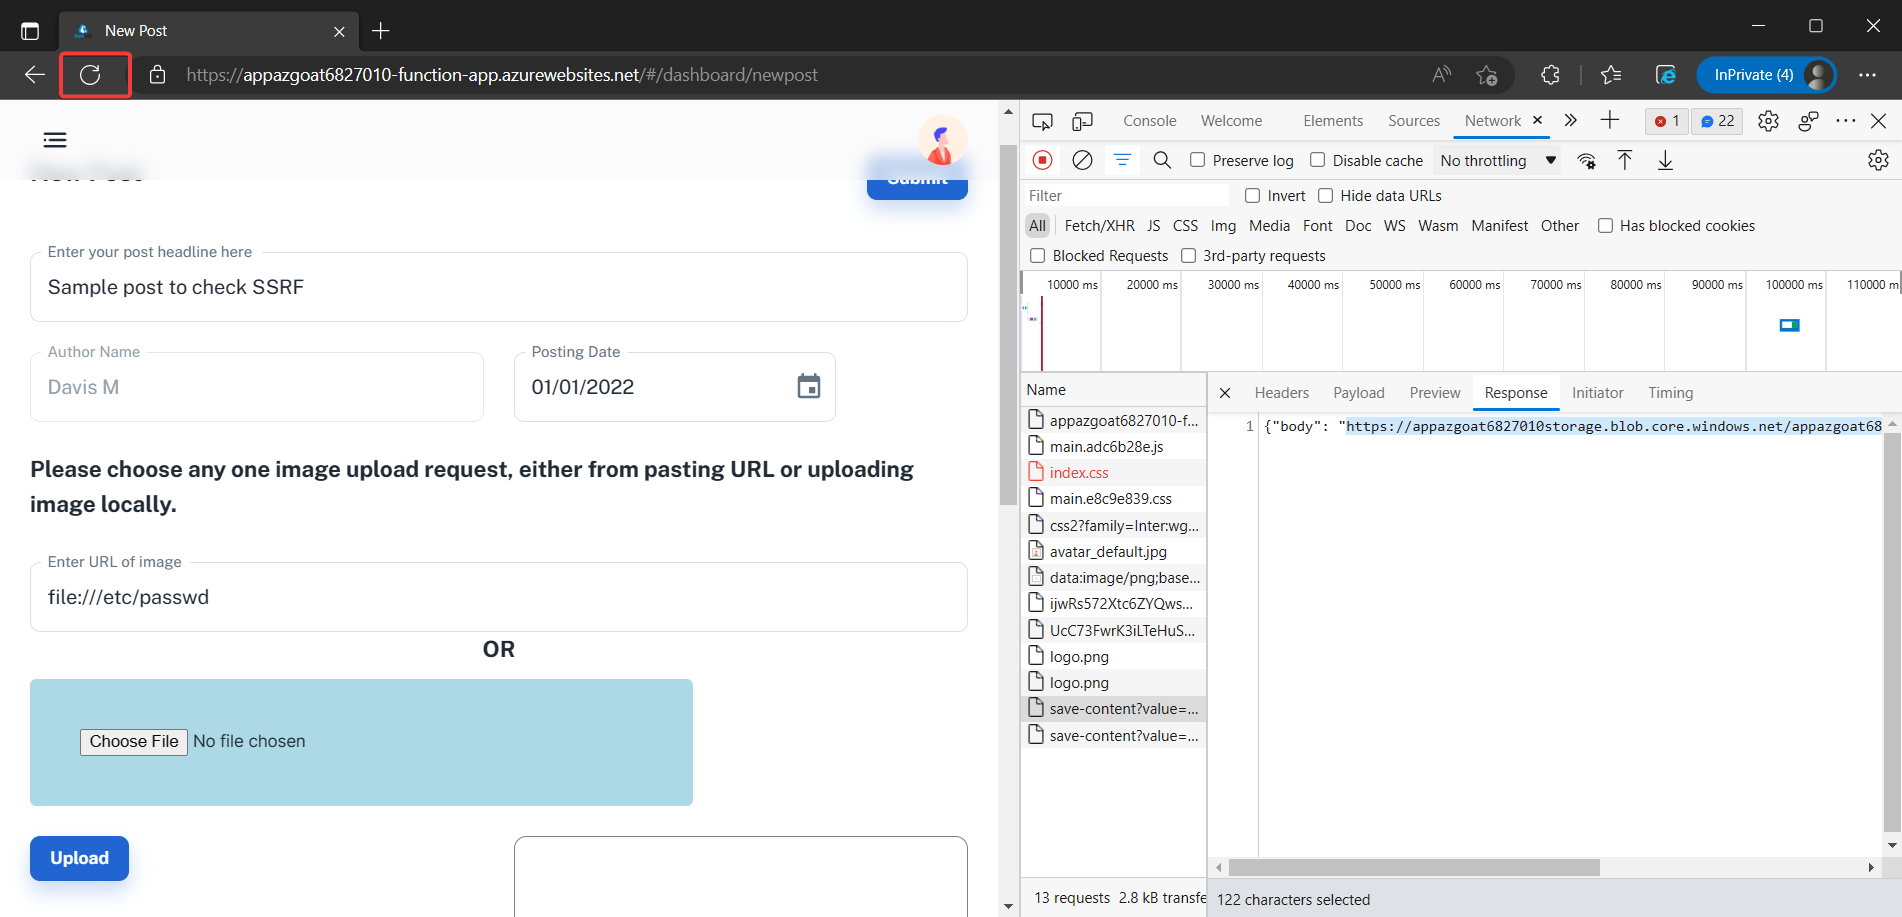 New Post
https://appazgoat6827010-function-app.azurewebsites.net/#/dashboard/newpost
InPrivate (4)
New Post
Submit
Enter your post headline here
Sample post to check SSRF
Author Name
Davis M
Posting Date
01/01/2022
Please choose any one image upload request, either from pasting URL or uploading
image locally.
Enter URL of image
file:///etc/passwd
OR
Choose File No file chosen
Upload
Console Welcome Elements Sources Network 1 22
Preserve log Disable cache No throttling
Filter Invert Hide data URLs
All Fetch/XHR JS CSS Img Media Font Doc WS Wasm Manifest Other Has blocked cookies
Blocked Requests 3rd-party requests
10000 ms 20000 ms 30000 ms 40000 ms 50000 ms 60000 ms 70000 ms 80000 ms 90000 ms 100000 ms 110000 m
Name
appazgoat6827010-f...
main.adc6b28e.js
index.css
main.e8c9e839.css
css2?family=Inter:wg...
avatar_default.jpg
data:image/png;base...
ijwRs572Xtc6ZYQws...
UcC73FwrK3iLTeHuS...
logo.png
logo.png
save-content?value=...
save-content?value=...
13 requests 2.8 kB transfe
Headers Payload Preview Response Initiator Timing
1 {"body": "https://appazgoat6827010storage.blob.core.windows.net/appazgoat68
122 characters selected